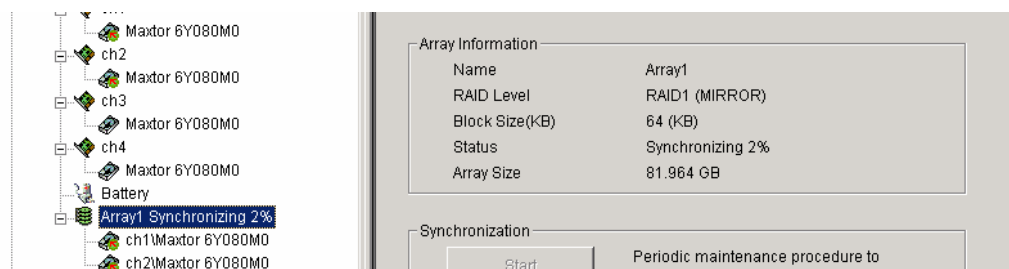 Maxtor 6Y080M0
ch2
Maxtor 6Y080M0
ch3
Maxtor 6Y080M0
ch4
Maxtor 6Y080M0
Battery
Array1 Synchronizing 2%
ch1\Maxtor 6Y080M0
ch2\Maxtor 6Y080M0
Array Information
Name Array1
RAID Level RAID1 (MIRROR)
Block Size(KB) 64 (KB)
Status Synchronizing 2%
Array Size 81.964 GB
Synchronization
Start
Periodic maintenance procedure to